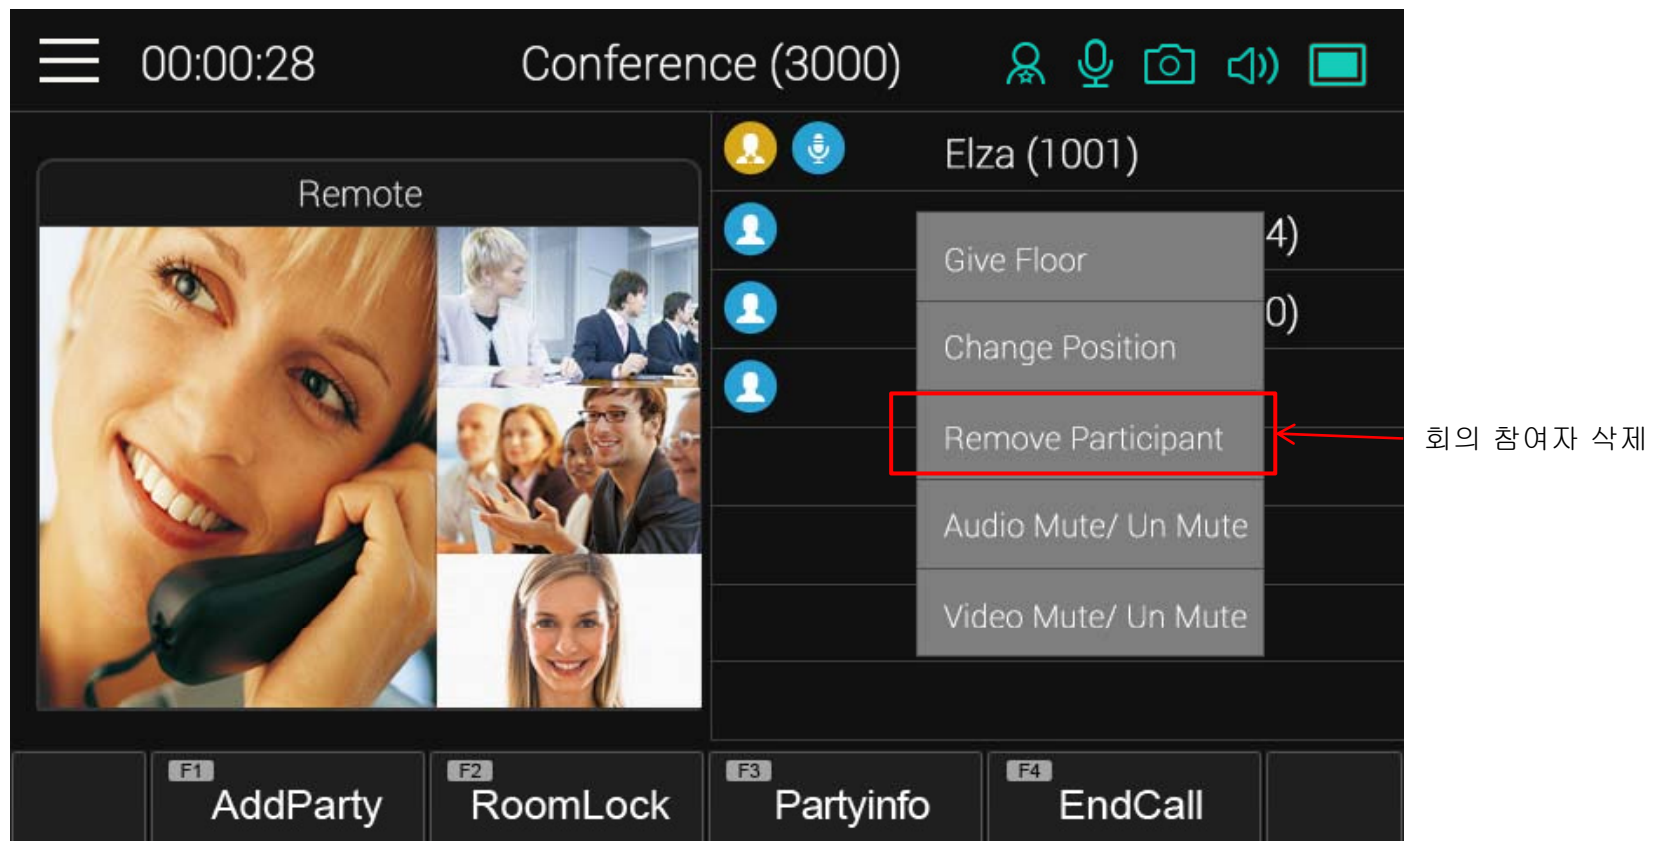 00:00:28 Conference (3000)
Remote
Elza (1001)
4)
0)
Give Floor
Change Position
Remove Participant
Audio Mute/ Un Mute
Video Mute/ Un Mute
회의 참여자 삭제
F1 AddParty
F2 RoomLock
F3 Partyinfo
F4 EndCall